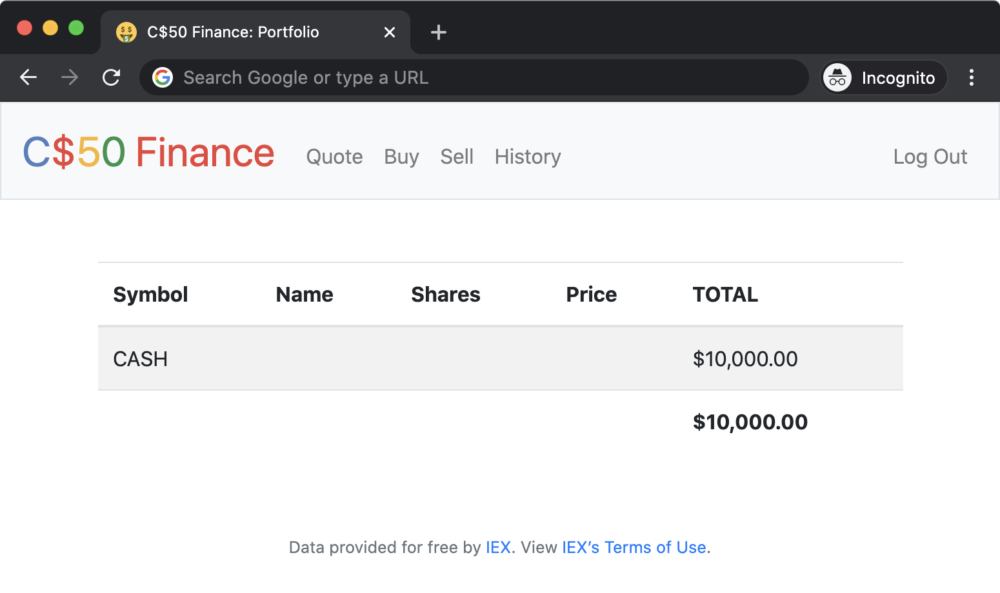 C$50 Finance: Portfolio
Search Google or type a URL
Incognito
C$50 Finance Quote Buy Sell History Log Out
Symbol Name Shares Price TOTAL
CASH $10,000.00
$10,000.00
Data provided for free by IEX. View IEX’s Terms of Use.